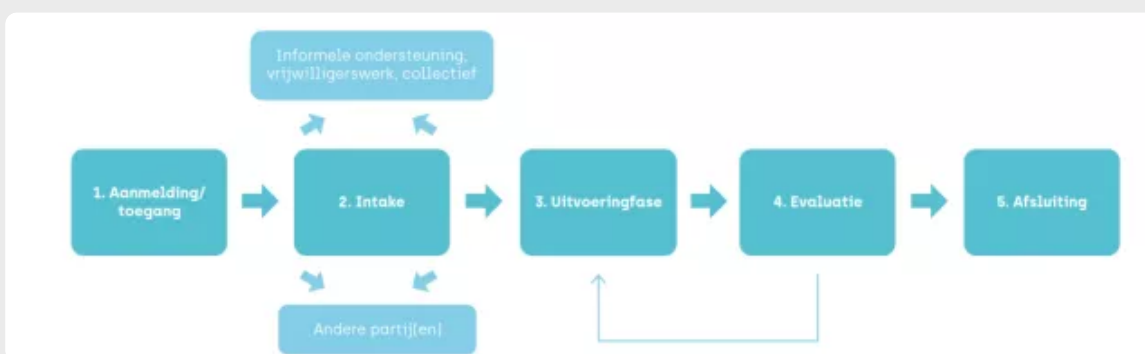 Informele ondersteuning,
vrijwilligerswerk, collectief
1. Aanmelding/
toegang
2. Intake
3. Uitvoeringfase
4. Evaluatie
5. Afsluiting
Andere partij(en)